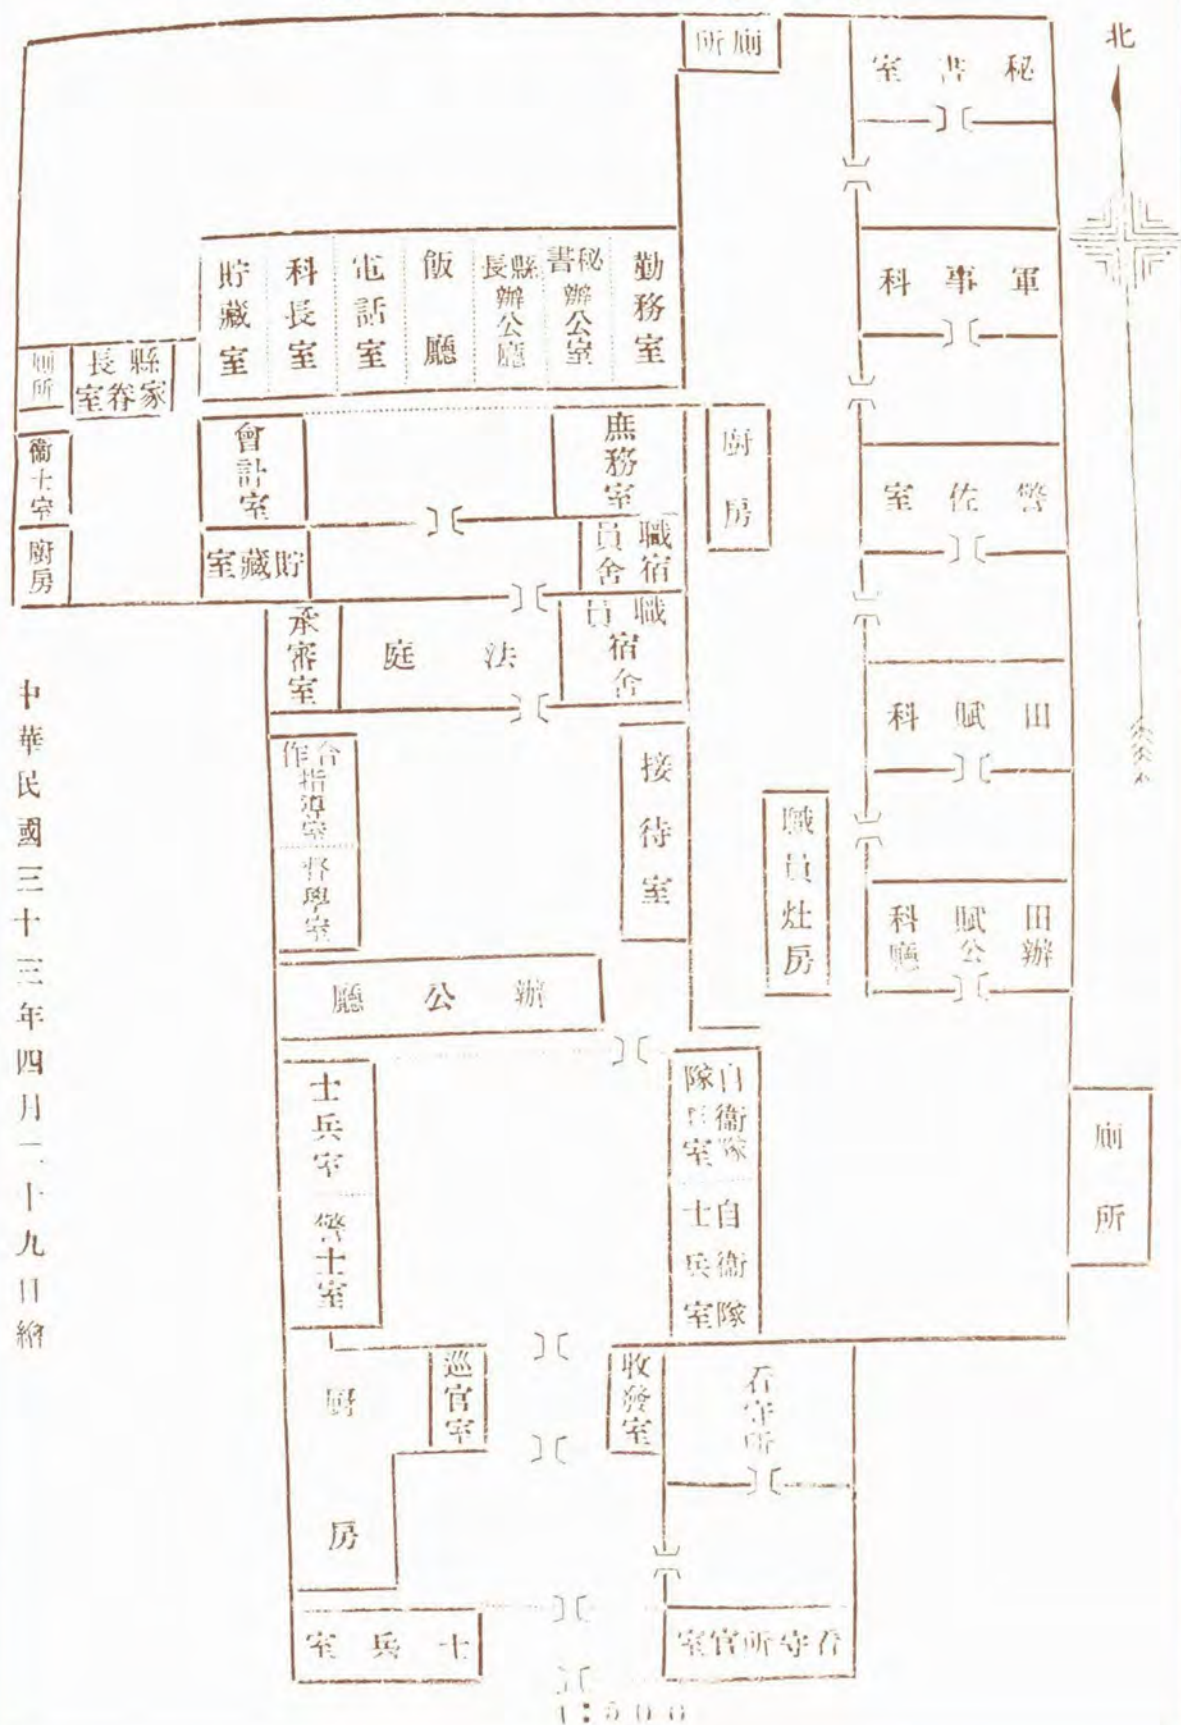 北
廁所
秘書室
軍事科
警佐室
田賦科
田賦科辦公廳
勤務室
秘書辦公室
縣長辦公廳
飯廳
電話室
科長室
貯藏室
縣長家眷室
廁所
衞士室
廚房
會計室
貯藏室
庶務室
職員宿舍
廚房
職員宿舍
法庭
承審室
合作指導室
督學室
接待室
職員灶房
辦公廳
士兵室
警士室
自衞隊隊長室
自衞隊士兵室
廁所
廚房
巡官室
收發室
看守所
士兵室
看守所官室
1:500
中華民國三十三年四月二十九日繪